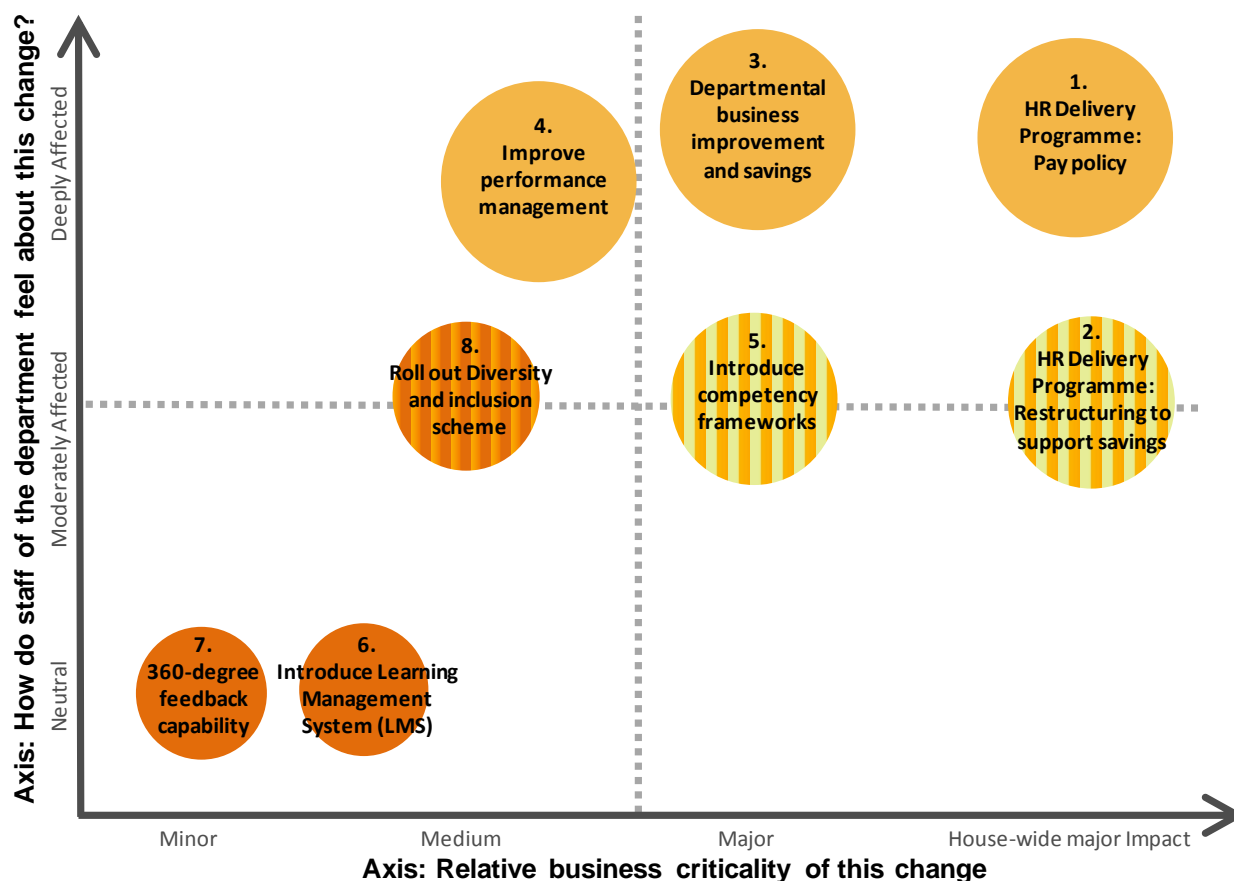 Axis: How do staff of the department feel about this change?
Deeply Affected
Moderately Affected
Neutral
3.
Departmental
business
improvement
and savings
1.
HR Delivery
Programme:
Pay policy
4.
Improve
performance
management
8.
Roll out Diversity
and inclusion
scheme
5.
Introduce
competency
frameworks
2.
HR Delivery
Programme:
Restructuring to
support savings
7.
360-degree
feedback
capability
6.
Introduce Learning
Management
System (LMS)
Minor
Medium
Major
House-wide major Impact
Axis: Relative business criticality of this change